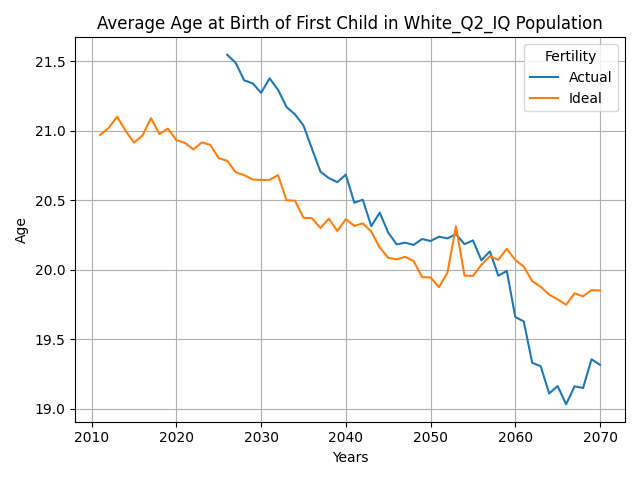 Average Age at Birth of First Child in White_Q2_IQ Population
Fertility
Actual
Ideal
Age
21.5
21.0
20.5
20.0
19.5
19.0
2010 2020 2030 2040 2050 2060 2070
Years